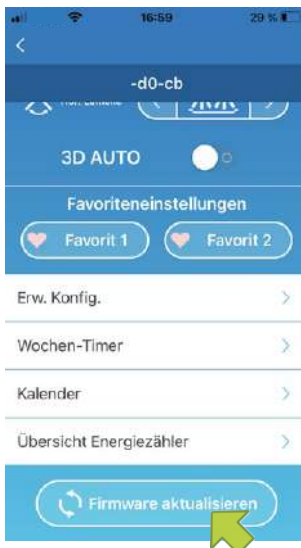 16:59 29 %
-d0-cb
3D AUTO
Favoriteneinstellungen
Favorit 1 Favorit 2
Erw. Konfig.
Wochen-Timer
Kalender
Übersicht Energiezähler
Firmware aktualisieren